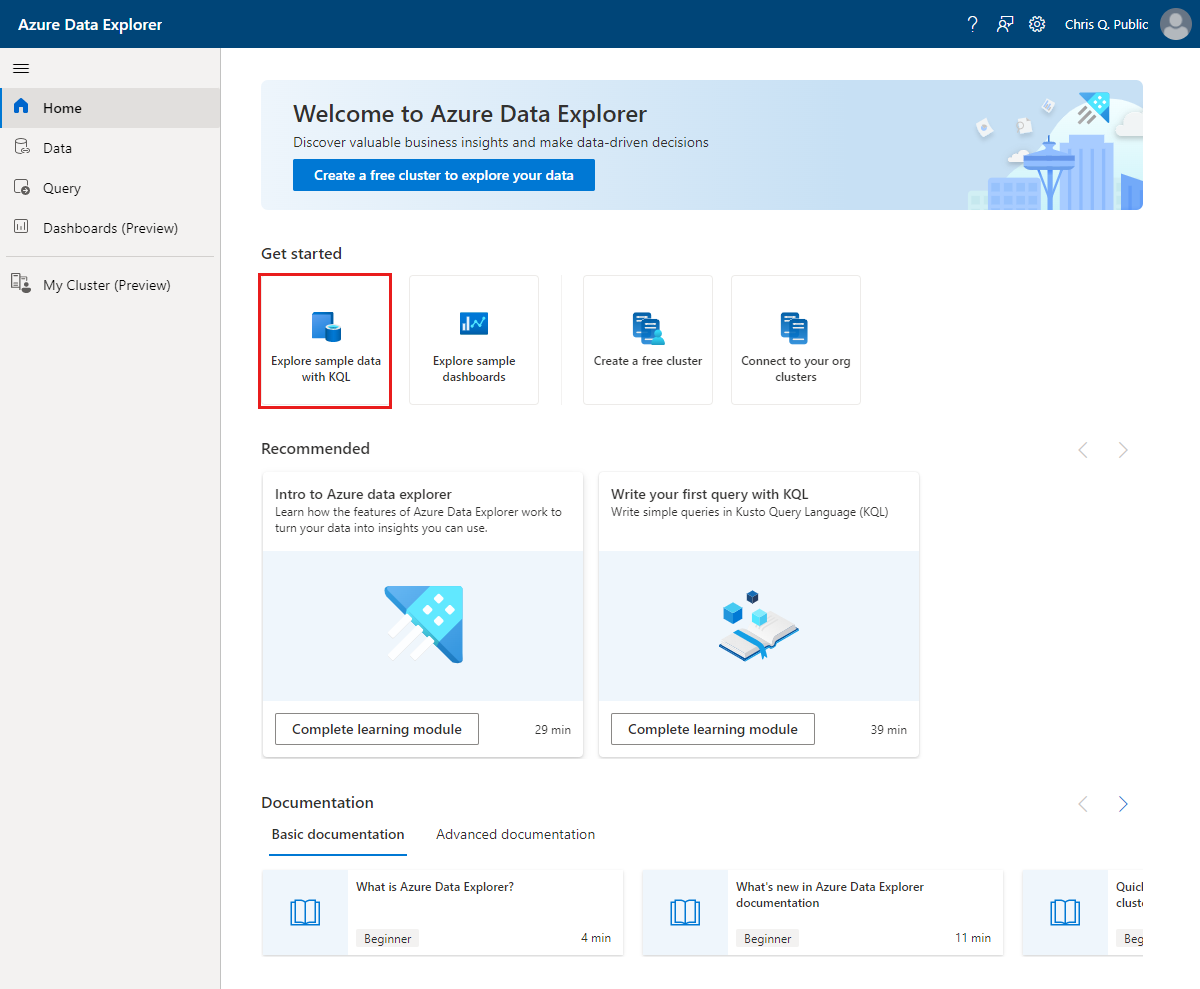 Azure Data Explorer
Chris Q. Public
Home
Data
Query
Dashboards (Preview)
My Cluster (Preview)
Welcome to Azure Data Explorer
Discover valuable business insights and make data-driven decisions
Create a free cluster to explore your data
Get started
Explore sample data
with KQL
Explore sample
dashboards
Create a free cluster
Connect to your org
clusters
Recommended
Intro to Azure data explorer
Learn how the features of Azure Data Explorer work to
turn your data into insights you can use.
Complete learning module
29 min
Write your first query with KQL
Write simple queries in Kusto Query Language (KQL)
Complete learning module
39 min
Documentation
Basic documentation
Advanced documentation
What is Azure Data Explorer?
Beginner
4 min
What's new in Azure Data Explorer
documentation
Beginner
11 min